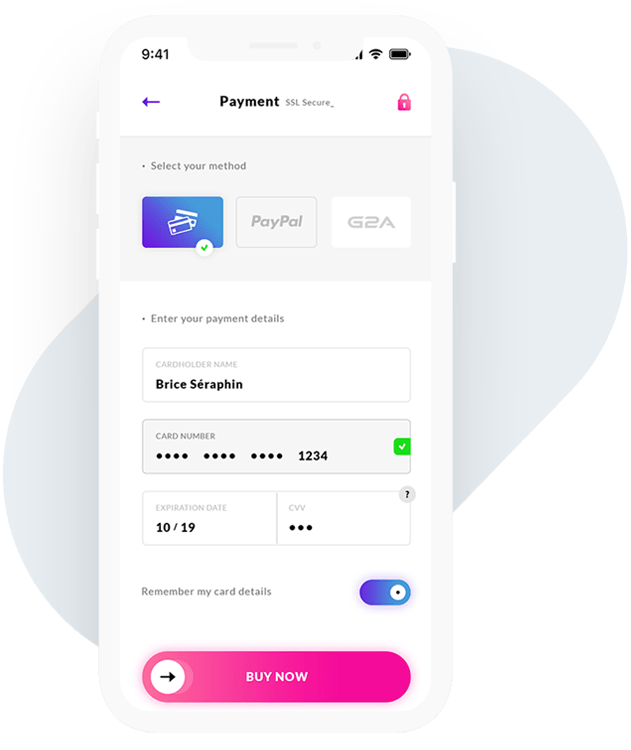 9:41
Payment SSL Secure_
· Select your method
PayPal
G2A
· Enter your payment details
CARDHOLDER NAME
Brice Séraphin
CARD NUMBER
•••• •••• •••• 1234
?
EXPIRATION DATE CVV
10 / 19 •••
Remember my card details
BUY NOW